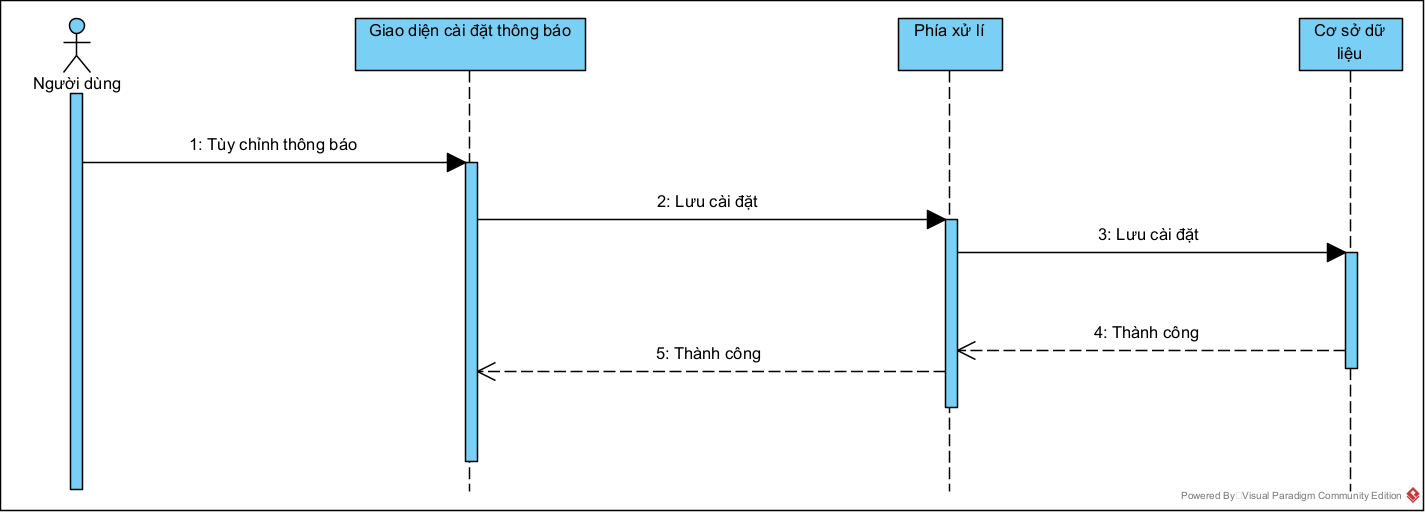 Người dùng
Giao diện cài đặt thông báo
Phía xử lí
Cơ sở dữ
liệu
1: Tùy chỉnh thông báo
2: Lưu cài đặt
3: Lưu cài đặt
4: Thành công
5: Thành công
Powered By Visual Paradigm Community Edition